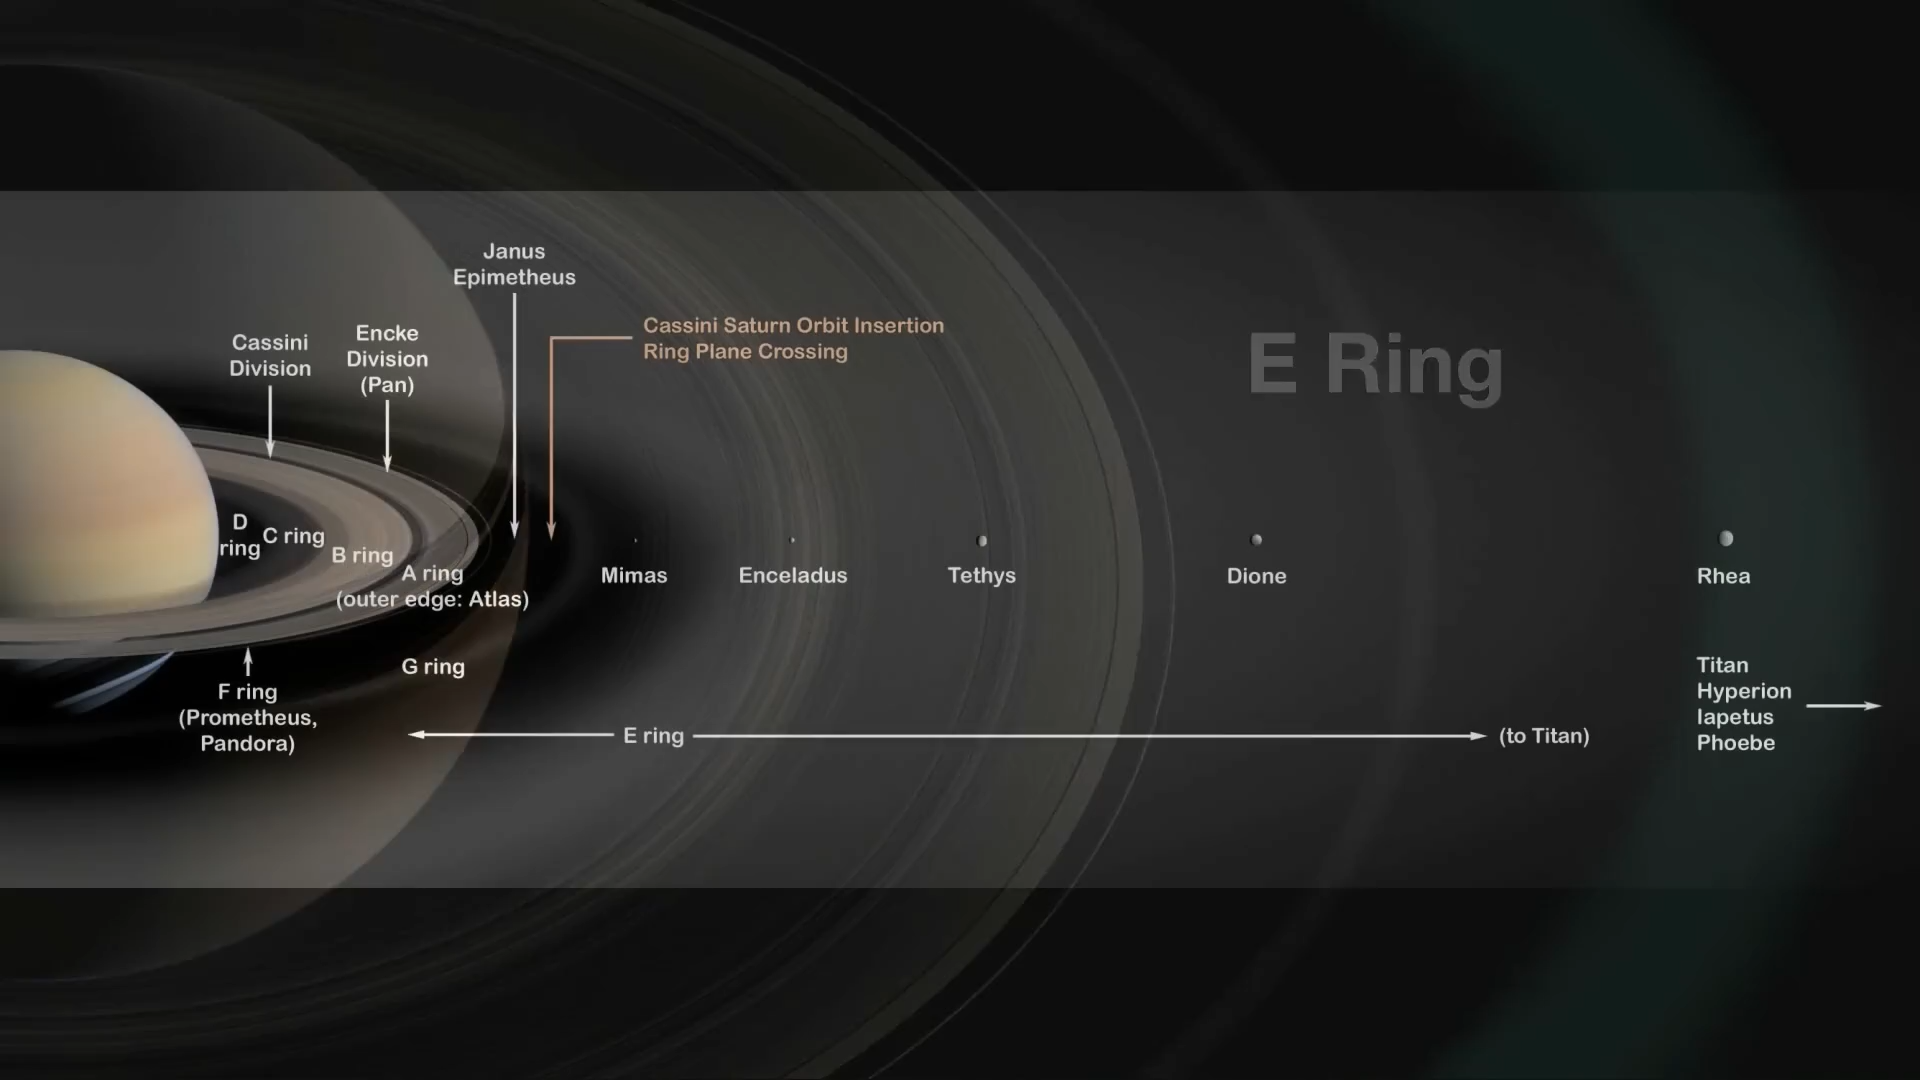 Janus
Epimetheus
Cassini Saturn Orbit Insertion
Ring Plane Crossing
Cassini
Division
Encke
Division
(Pan)
E Ring
D
ring
C ring
B ring
A ring
(outer edge: Atlas)
Mimas
Enceladus
Tethys
Dione
Rhea
G ring
F ring
(Prometheus,
Pandora)
E ring
(to Titan)
Titan
Hyperion
Iapetus
Phoebe